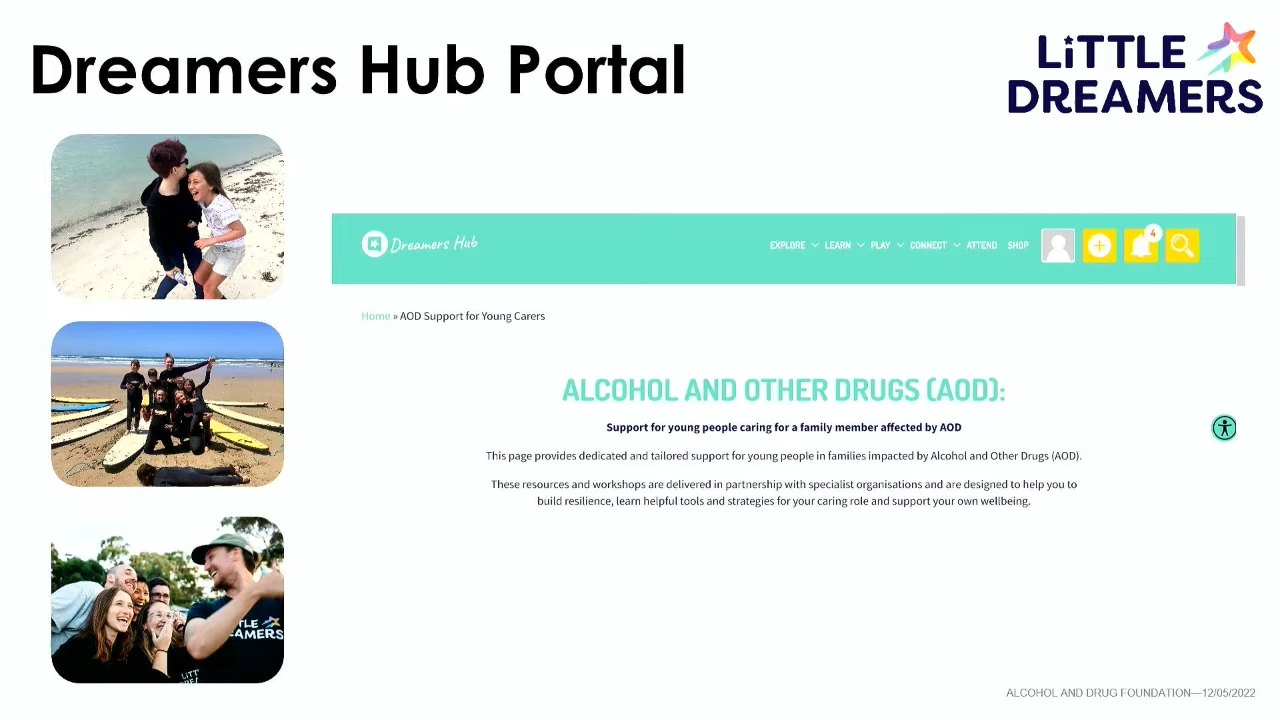 Dreamers Hub Portal
LiTTLE
DREAMERS
Dreamers Hub
EXPLORE LEARN PLAY CONNECT ATTEND SHOP
4
Home » AOD Support for Young Carers
ALCOHOL AND OTHER DRUGS (AOD):
Support for young people caring for a family member affected by AOD
This page provides dedicated and tailored support for young people in families impacted by Alcohol and Other Drugs (AOD).
These resources and workshops are delivered in partnership with specialist organisations and are designed to help you to
build resilience, learn helpful tools and strategies for your caring role and support your own wellbeing.
ALCOHOL AND DRUG FOUNDATION—12/05/2022